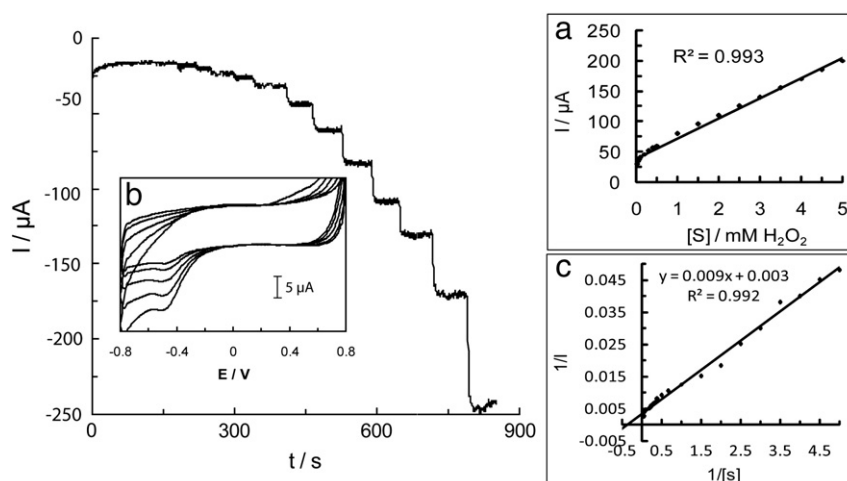 0
-50
-100
-150
-200
-250
I / µA
0
300
600
900
t / s
b
5 µA
-0.8
-0.4
0
0.4
0.8
E / V
a
R² = 0.993
250
200
150
100
50
0
I / µA
0
1
2
3
4
5
[S] / mM H₂O₂
c
y = 0.009x + 0.003
R² = 0.992
0.045
0.035
0.025
0.015
0.005
-0.005
1/I
-0.5
0.5
1.5
2.5
3.5
4.5
1/[s]